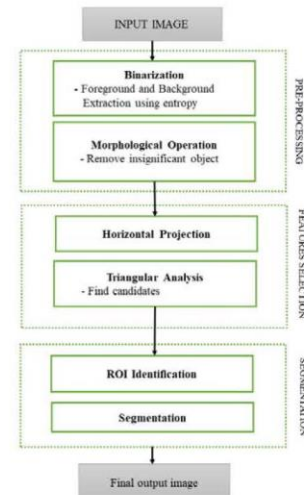 INPUT IMAGE
Binarization
- Foreground and Background
Extraction using entropy
Morphological Operation
- Remove insignificant object
PRE-PROCESSING
Horizontal Projection
Triangular Analysis
- Find candidates
FEATURES SELECTION
ROI Identification
Segmentation
SEGMENTATION
Final output image